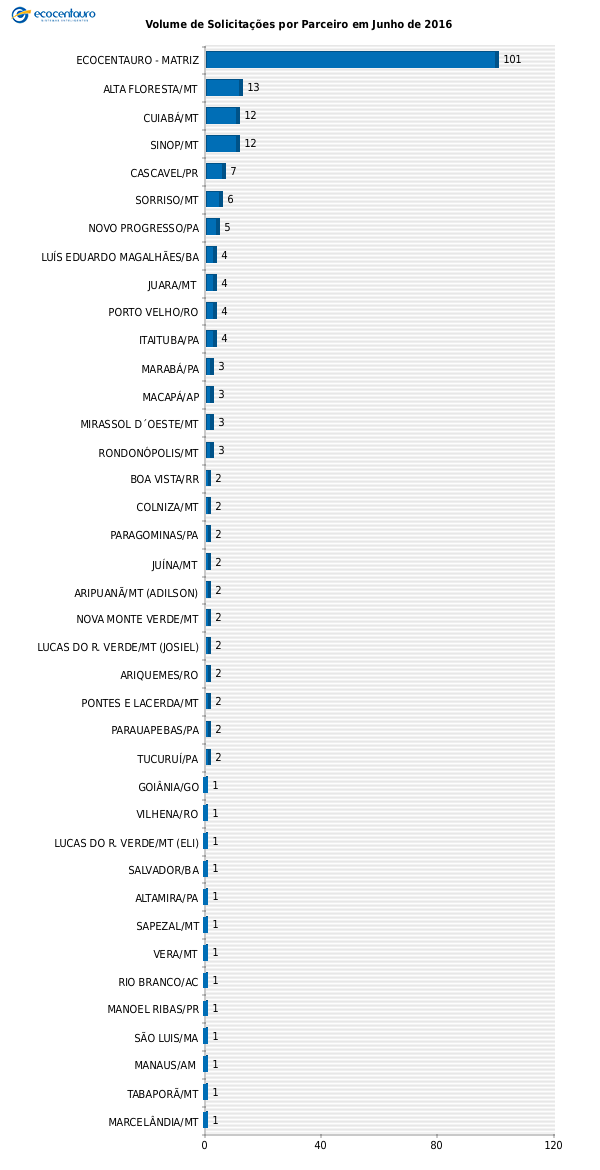 ecocentauro
Volume de Solicitações por Parceiro em Junho de 2016
ECOCENTAURO - MATRIZ 101
ALTA FLORESTA/MT 13
CUIABÁ/MT 12
SINOP/MT 12
CASCAVEL/PR 7
SORRISO/MT 6
NOVO PROGRESSO/PA 5
LUÍS EDUARDO MAGALHÃES/BA 4
JUARA/MT 4
PORTO VELHO/RO 4
ITAITUBA/PA 4
MARABÁ/PA 3
MACAPÁ/AP 3
MIRASSOL D´OESTE/MT 3
RONDONÓPOLIS/MT 3
BOA VISTA/RR 2
COLNIZA/MT 2
PARAGOMINAS/PA 2
JUÍNA/MT 2
ARIPUANÃ/MT (ADILSON) 2
NOVA MONTE VERDE/MT 2
LUCAS DO R. VERDE/MT (JOSIEL) 2
ARIQUEMES/RO 2
PONTES E LACERDA/MT 2
PARAUAPEBAS/PA 2
TUCURUÍ/PA 2
GOIÂNIA/GO 1
VILHENA/RO 1
LUCAS DO R. VERDE/MT (ELI) 1
SALVADOR/BA 1
ALTAMIRA/PA 1
SAPEZAL/MT 1
VERA/MT 1
RIO BRANCO/AC 1
MANOEL RIBAS/PR 1
SÃO LUIS/MA 1
MANAUS/AM 1
TABAPORÃ/MT 1
MARCELÂNDIA/MT 1
0 40 80 120